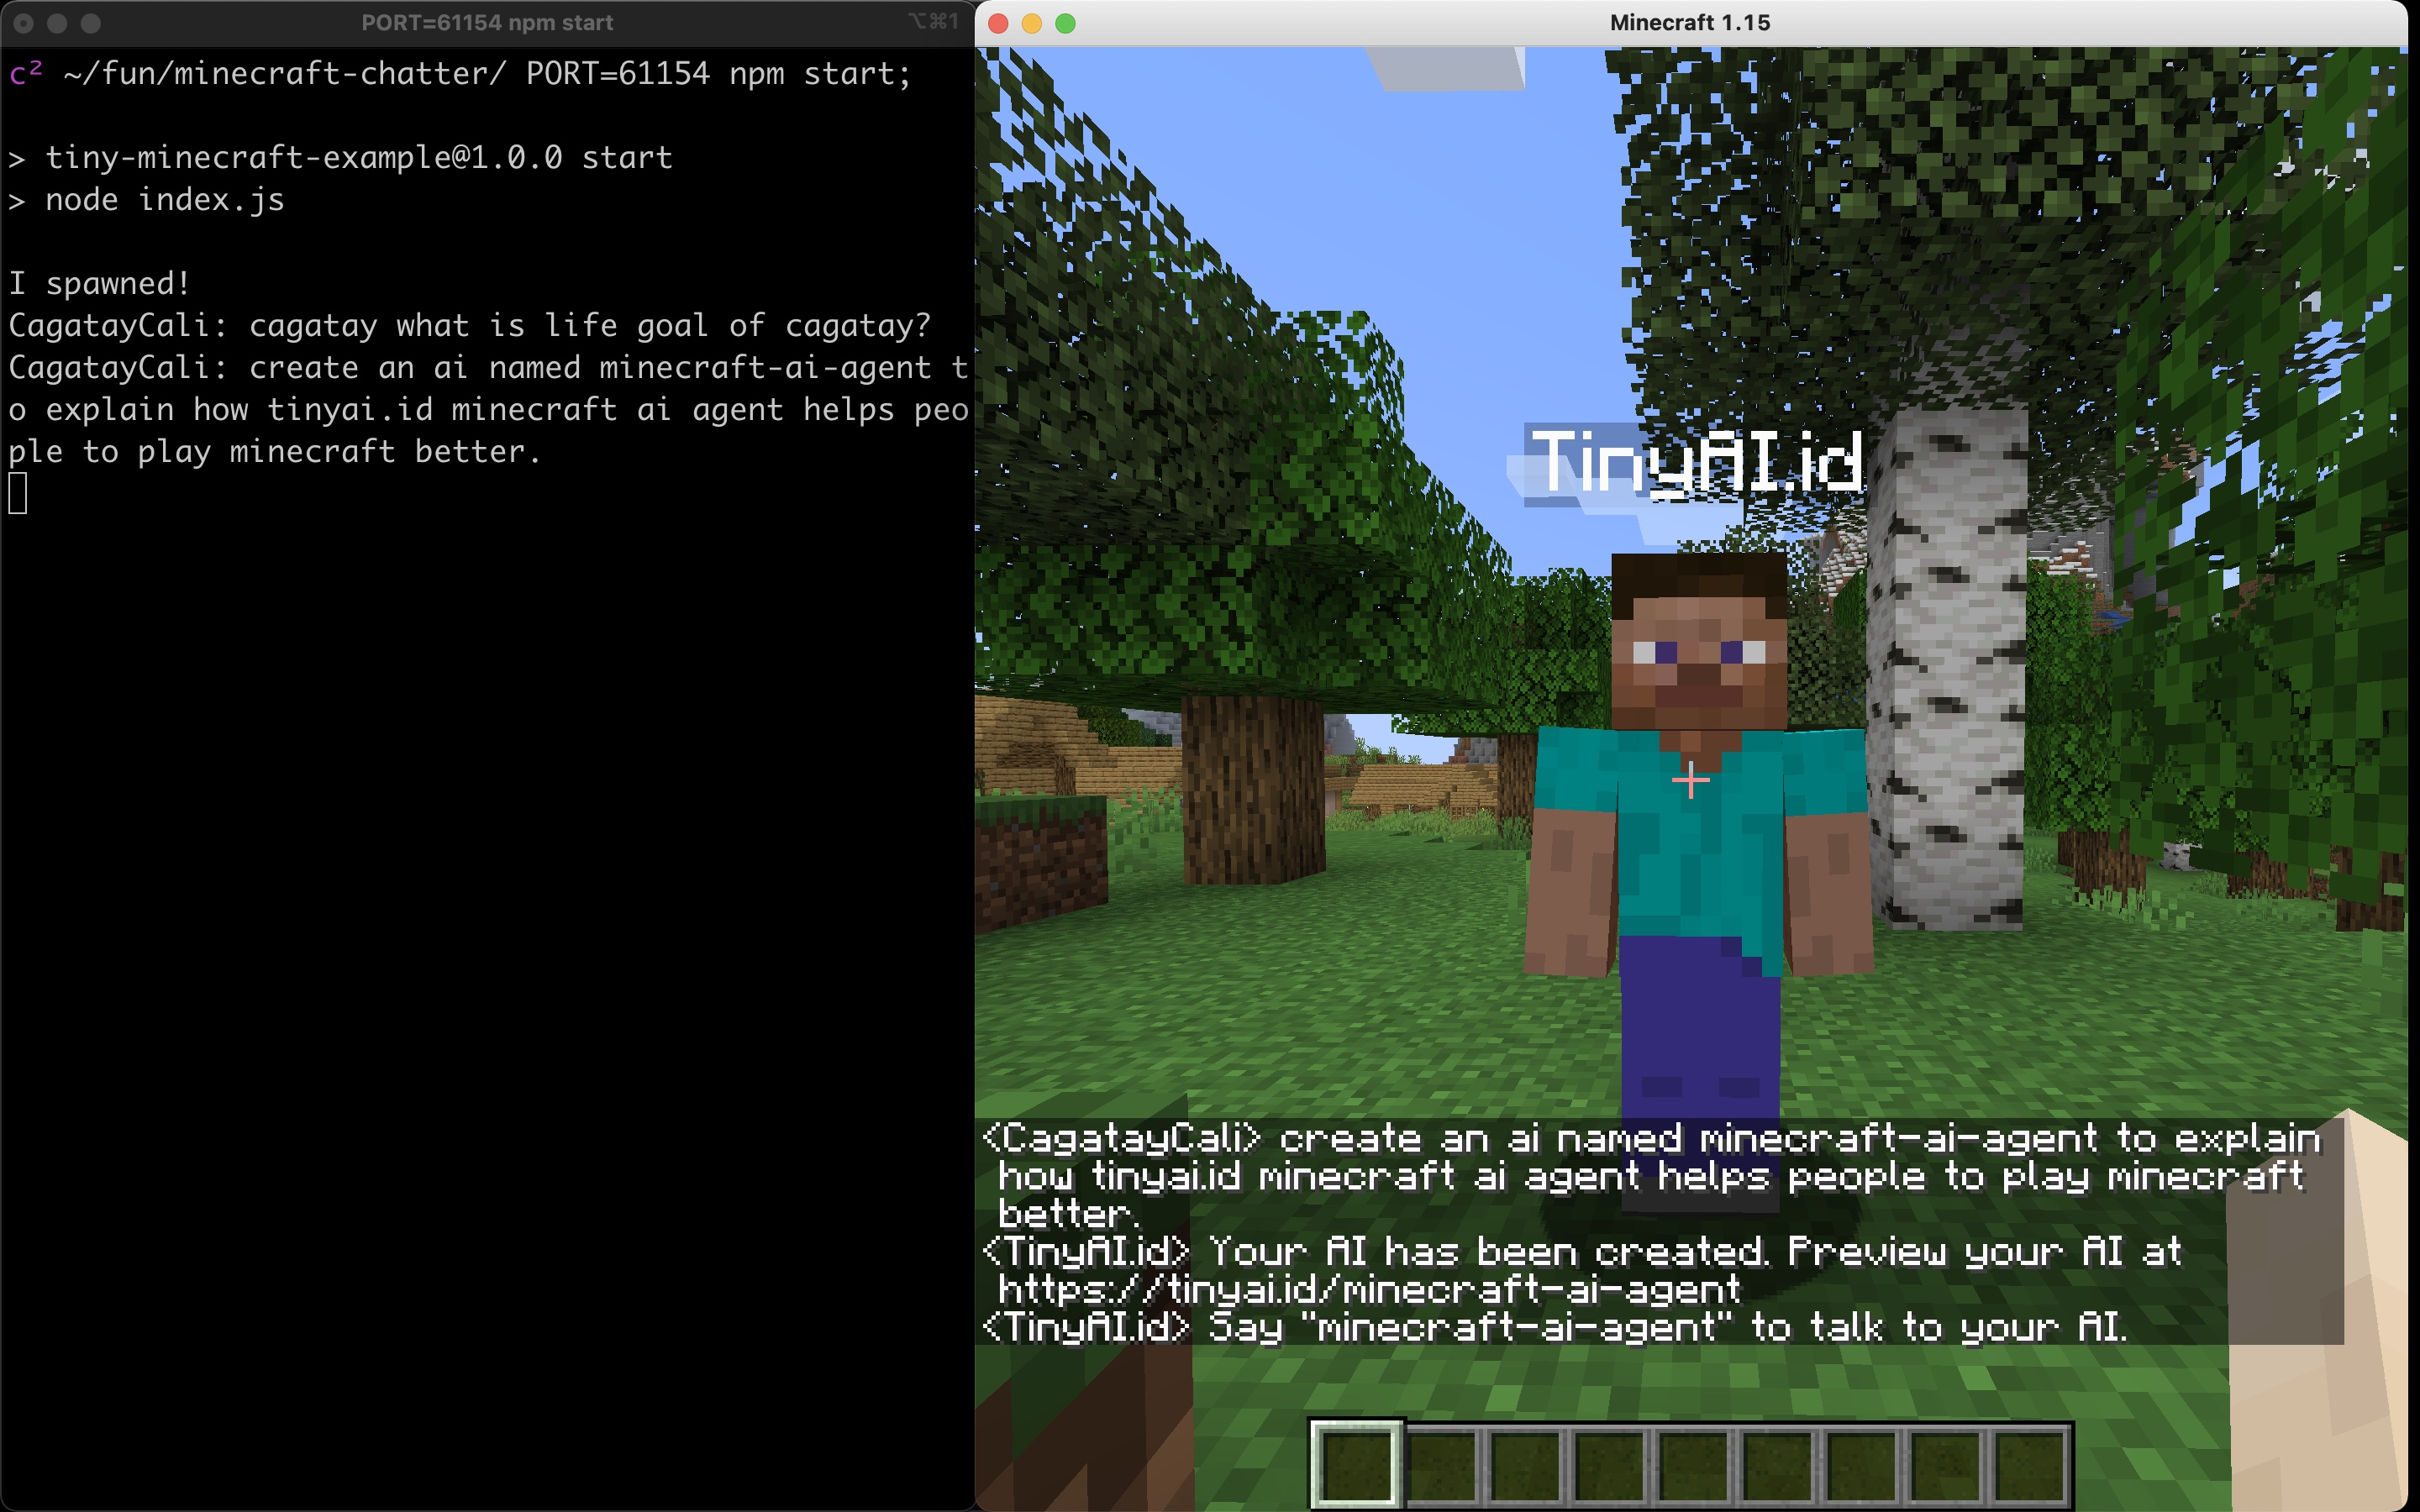 PORT=61154 npm start
⌥⌘1
c² ~/fun/minecraft-chatter/ PORT=61154 npm start;
> tiny-minecraft-example@1.0.0 start
> node index.js
I spawned!
CagatayCali: cagatay what is life goal of cagatay?
CagatayCali: create an ai named minecraft-ai-agent t
o explain how tinyai.id minecraft ai agent helps peo
ple to play minecraft better.
Minecraft 1.15
TinyAI.id
<CagatayCali> create an ai named minecraft-ai-agent to explain
how tinyai.id minecraft ai agent helps people to play minecraft
better.
<TinyAI.id> Your AI has been created. Preview your AI at
https://tinyai.id/minecraft-ai-agent
<TinyAI.id> Say "minecraft-ai-agent" to talk to your AI.